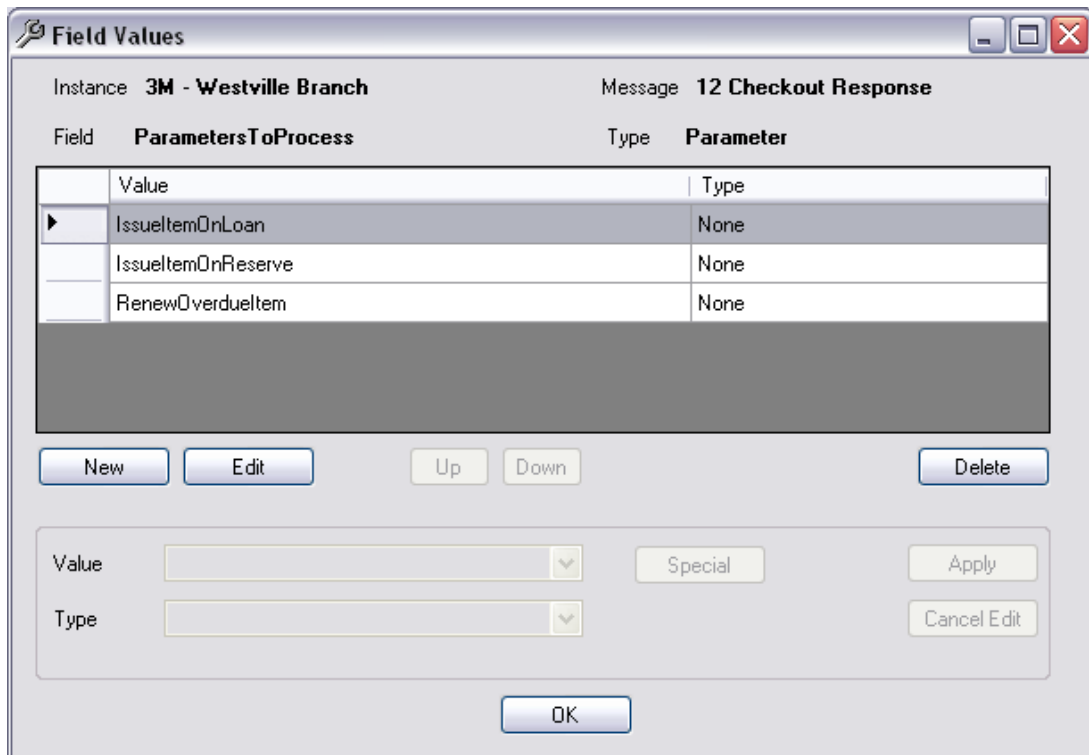 Field Values
Instance 3M - Westville Branch Message 12 Checkout Response
Field ParametersToProcess Type Parameter
Value Type
IssueItemOnLoan None
IssueItemOnReserve None
RenewOverdueItem None
New Edit Up Down Delete
Value Special Apply
Type Cancel Edit
OK